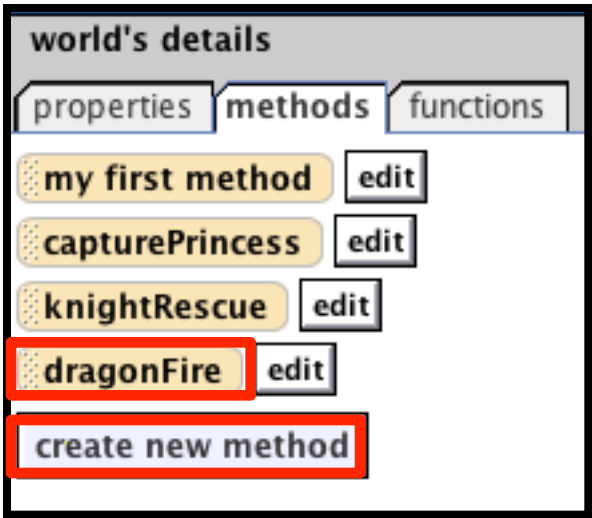 world's details
properties methods functions
my first method edit
capturePrincess edit
knightRescue edit
dragonFire edit
create new method